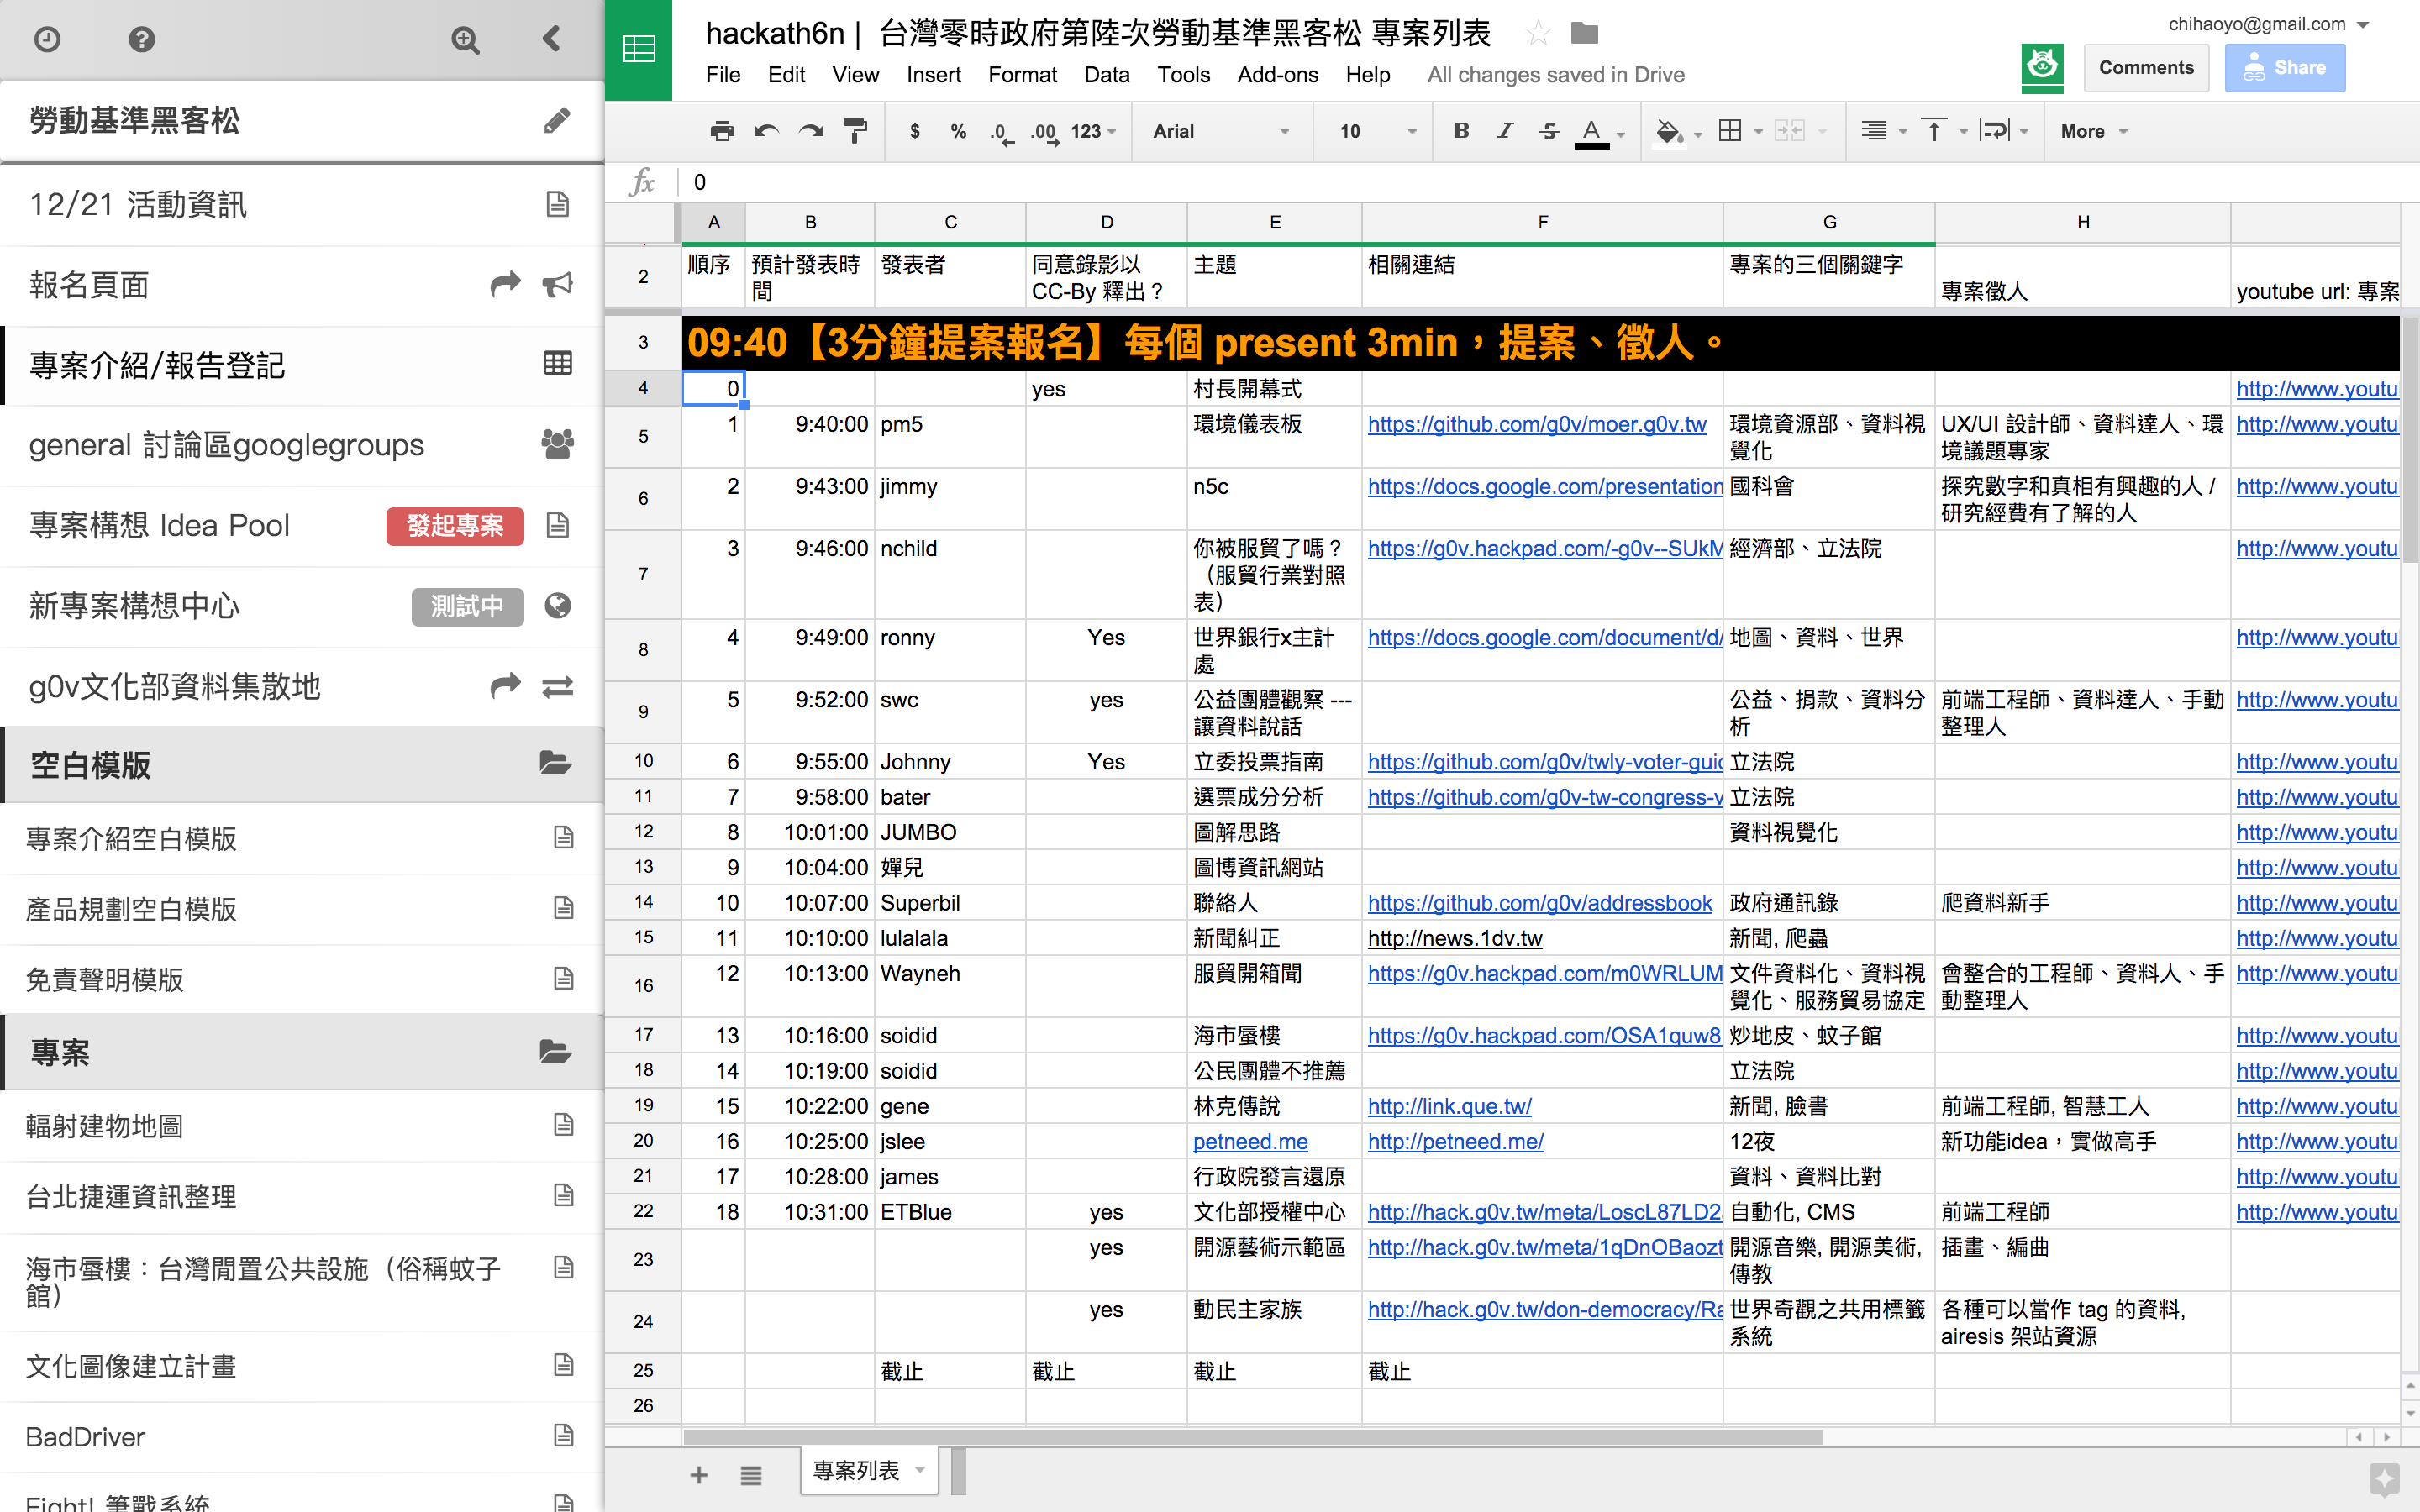 勞動基準黑客松
12/21 活動資訊
報名頁面
專案介紹/報告登記
general 討論區googlegroups
專案構想 Idea Pool 發起專案
新專案構想中心 測試中
g0v文化部資料集散地
空白模版
專案介紹空白模版
產品規劃空白模版
免責聲明模版
專案
輻射建物地圖
台北捷運資訊整理
海市蜃樓：台灣閒置公共設施（俗稱蚊子
館）
文化圖像建立計畫
BadDriver
Fight! 筆戰系統
hackath6n | 台灣零時政府第陸次勞動基準黑客松 專案列表
chihaoyo@gmail.com
File Edit View Insert Format Data Tools Add-ons Help All changes saved in Drive
Comments Share
$ % .0 .00 123 Arial 10 B I S A More
fx 0
A B C D E F G H
2 順序 預計發表時 發表者 同意錄影以 主題 相關連結 專案的三個關鍵字
間 CC-By 釋出？ 專案徵人 youtube url: 專案
3 09:40【3分鐘提案報名】每個 present 3min，提案、徵人。
4 0 yes 村長開幕式 http://www.youtu
5 1 9:40:00 pm5 環境儀表板 https://github.com/g0v/moer.g0v.tw 環境資源部、資料視 UX/UI 設計師、資料達人、環 http://www.youtu
覺化 境議題專家
6 2 9:43:00 jimmy n5c https://docs.google.com/presentation 國科會 探究數字和真相有興趣的人 / http://www.youtu
研究經費有了解的人
7 3 9:46:00 nchild 你被服貿了嗎？ https://g0v.hackpad.com/-g0v--SUkM 經濟部、立法院 http://www.youtu
（服貿行業對照
表）
8 4 9:49:00 ronny Yes 世界銀行x主計 https://docs.google.com/document/d/ 地圖、資料、世界 http://www.youtu
處
9 5 9:52:00 swc yes 公益團體觀察 --- 公益、捐款、資料分 前端工程師、資料達人、手動 http://www.youtu
讓資料說話 析 整理人
10 6 9:55:00 Johnny Yes 立委投票指南 https://github.com/g0v/twly-voter-guid 立法院 http://www.youtu
11 7 9:58:00 bater 選票成分分析 https://github.com/g0v-tw-congress-v 立法院 http://www.youtu
12 8 10:01:00 JUMBO 圖解思路 資料視覺化 http://www.youtu
13 9 10:04:00 嬋兒 圖博資訊網站 http://www.youtu
14 10 10:07:00 Superbil 聯絡人 https://github.com/g0v/addressbook 政府通訊錄 爬資料新手 http://www.youtu
15 11 10:10:00 lulalala 新聞糾正 http://news.1dv.tw 新聞, 爬蟲 http://www.youtu
16 12 10:13:00 Wayneh 服貿開箱聞 https://g0v.hackpad.com/m0WRLUM 文件資料化、資料視 會整合的工程師、資料人、手 http://www.youtu
覺化、服務貿易協定 動整理人
17 13 10:16:00 soidid 海市蜃樓 https://g0v.hackpad.com/OSA1quw8 炒地皮、蚊子館 http://www.youtu
18 14 10:19:00 soidid 公民團體不推薦 立法院 http://www.youtu
19 15 10:22:00 gene 林克傳說 http://link.que.tw/ 新聞, 臉書 前端工程師, 智慧工人 http://www.youtu
20 16 10:25:00 jslee petneed.me http://petneed.me/ 12夜 新功能idea，實做高手 http://www.youtu
21 17 10:28:00 james 行政院發言還原 資料、資料比對 http://www.youtu
22 18 10:31:00 ETBlue yes 文化部授權中心 http://hack.g0v.tw/meta/LoscL87LD2 自動化, CMS 前端工程師 http://www.youtu
23 yes 開源藝術示範區 http://hack.g0v.tw/meta/1qDnOBaozt 開源音樂, 開源美術, 插畫、編曲
傳教
24 yes 動民主家族 http://hack.g0v.tw/don-democracy/Ra 世界奇觀之共用標籤 各種可以當作 tag 的資料,
系統 airesis 架站資源
25 截止 截止 截止 截止
26
專案列表